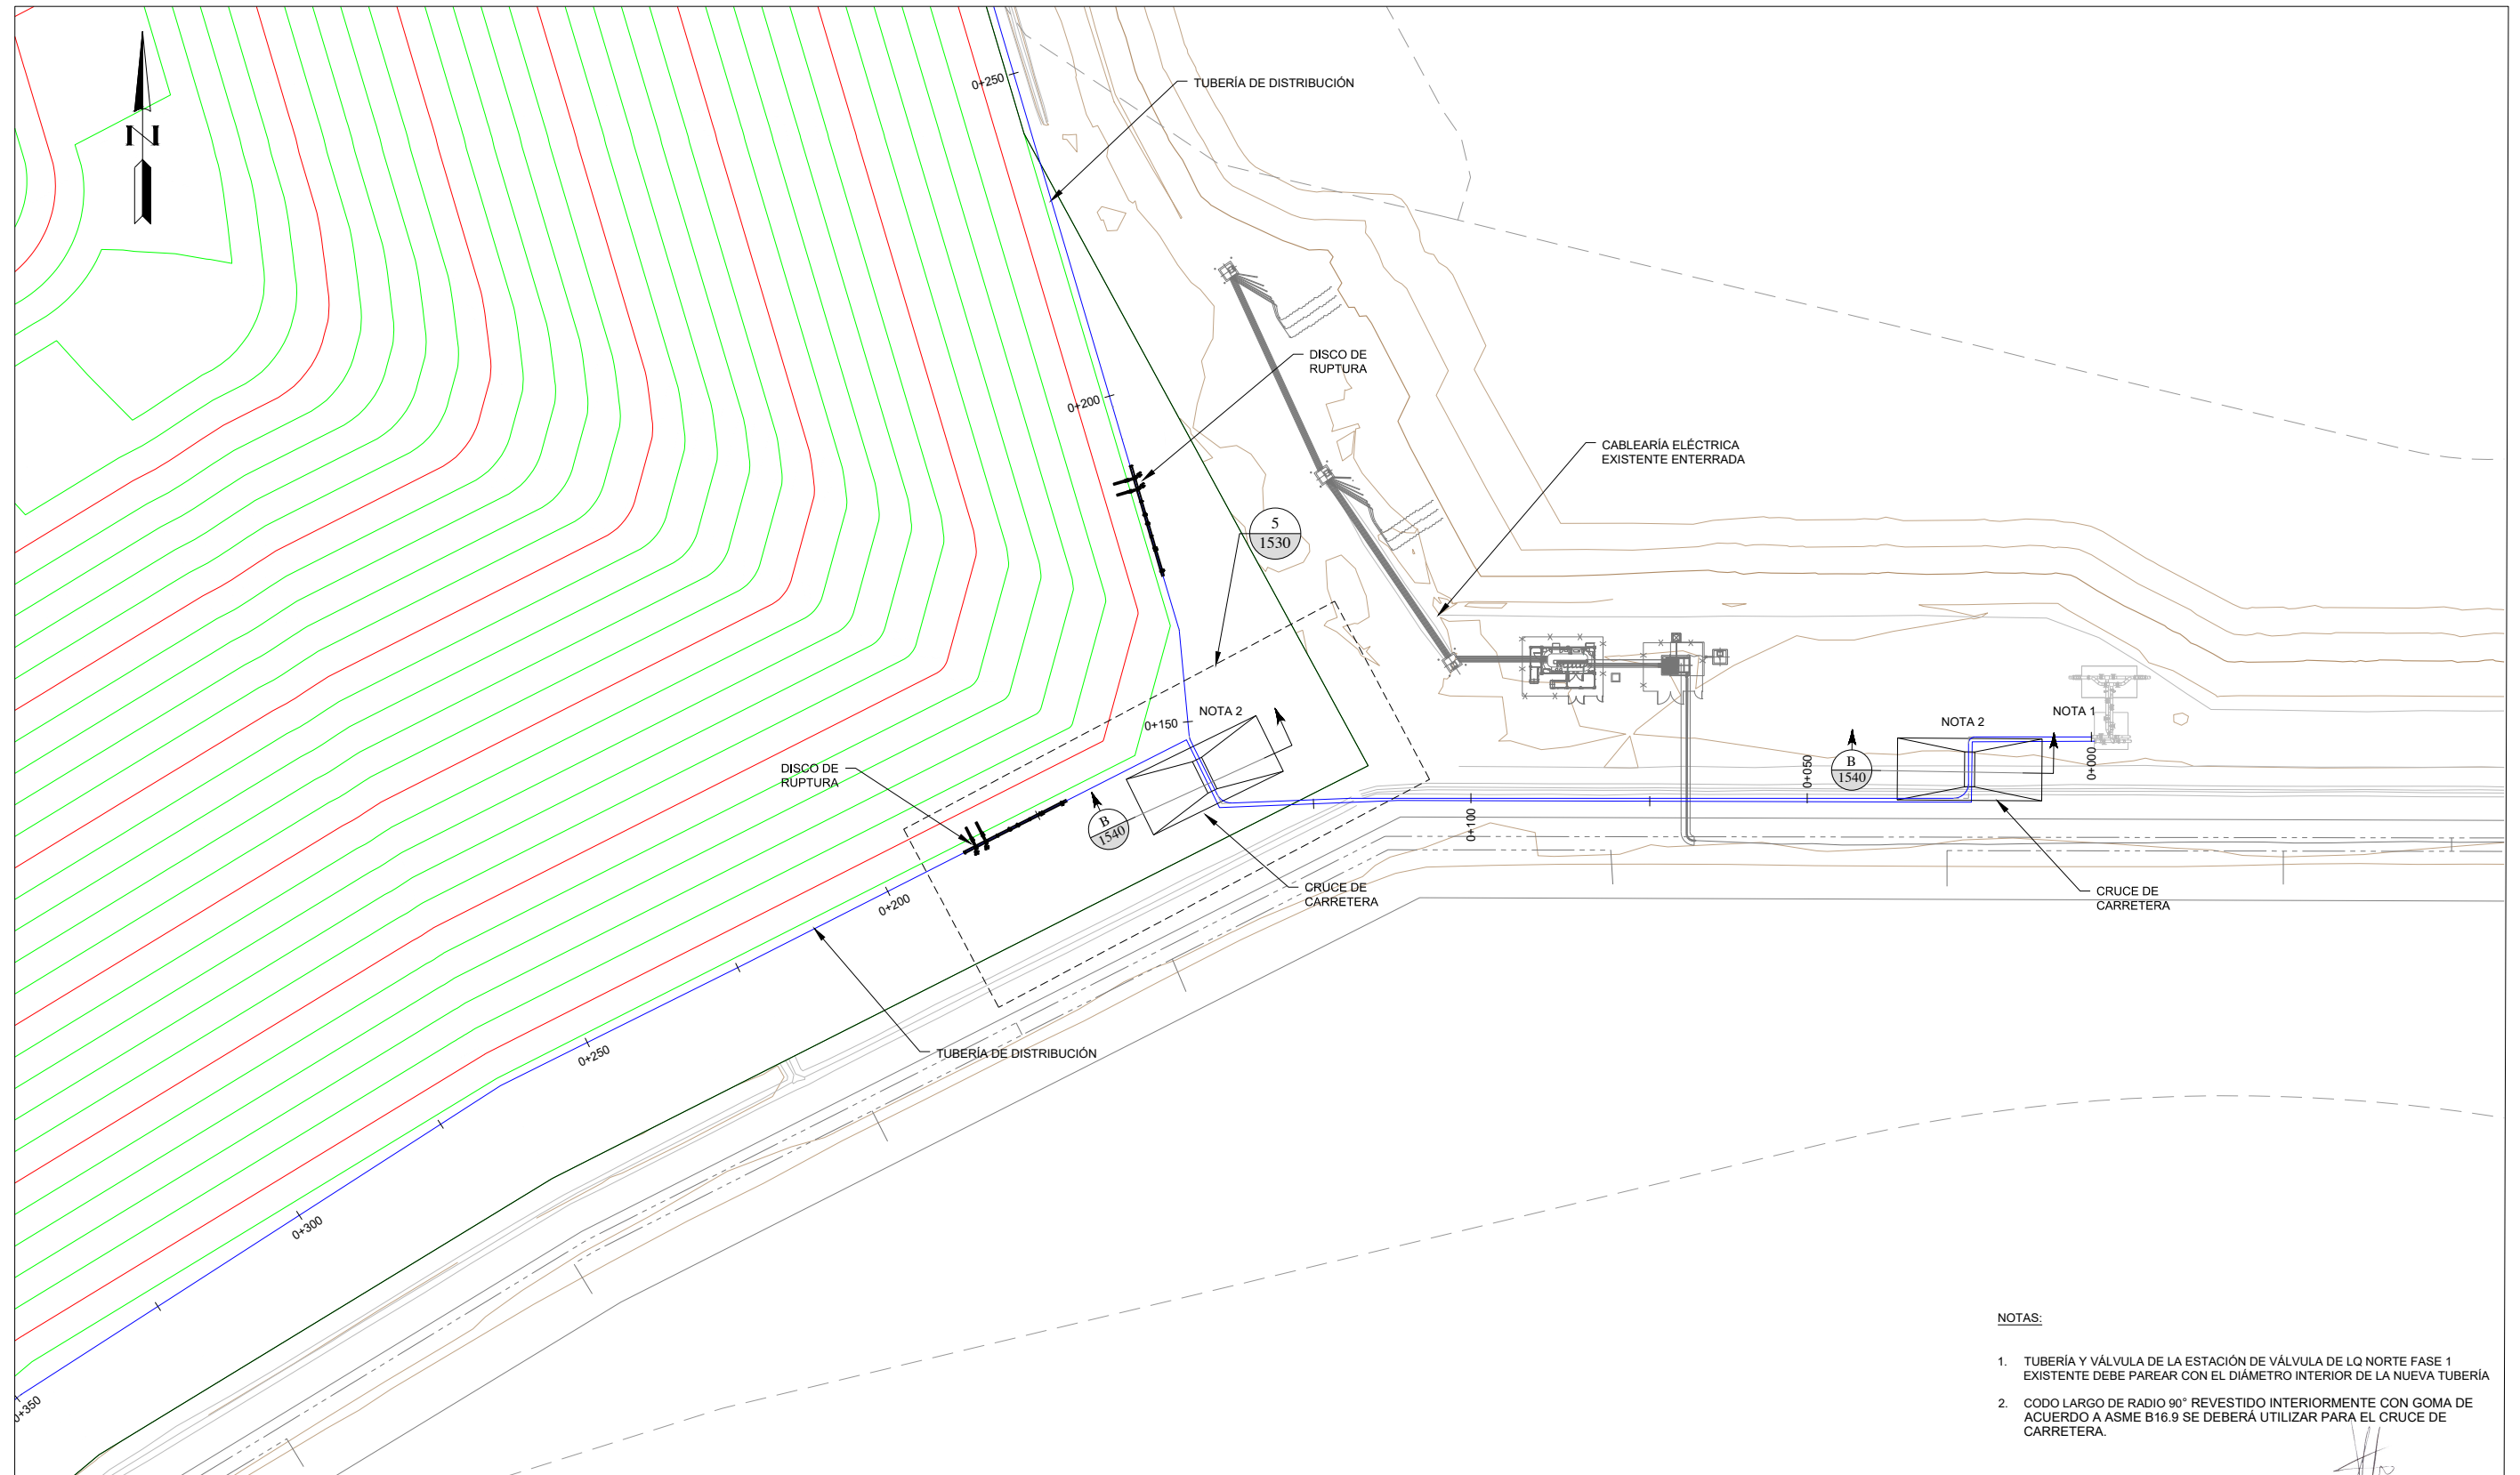 N
0+250
TUBERÍA DE DISTRIBUCIÓN
DISCO DE
RUPTURA
0+200
CABLEARÍA ELÉCTRICA
EXISTENTE ENTERRADA
5
1530
0+150
NOTA 2
NOTA 2
NOTA 1
DISCO DE
RUPTURA
B
1540
0+050
B
1540
0+000
0+100
CRUCE DE
CARRETERA
CRUCE DE
CARRETERA
0+200
TUBERÍA DE DISTRIBUCIÓN
0+250
0+300
0+350
NOTAS:
1. TUBERÍA Y VÁLVULA DE LA ESTACIÓN DE VÁLVULA DE LQ NORTE FASE 1
EXISTENTE DEBE PAREAR CON EL DIÁMETRO INTERIOR DE LA NUEVA TUBERÍA
2. CODO LARGO DE RADIO 90° REVESTIDO INTERIORMENTE CON GOMA DE
ACUERDO A ASME B16.9 SE DEBERÁ UTILIZAR PARA EL CRUCE DE
CARRETERA.